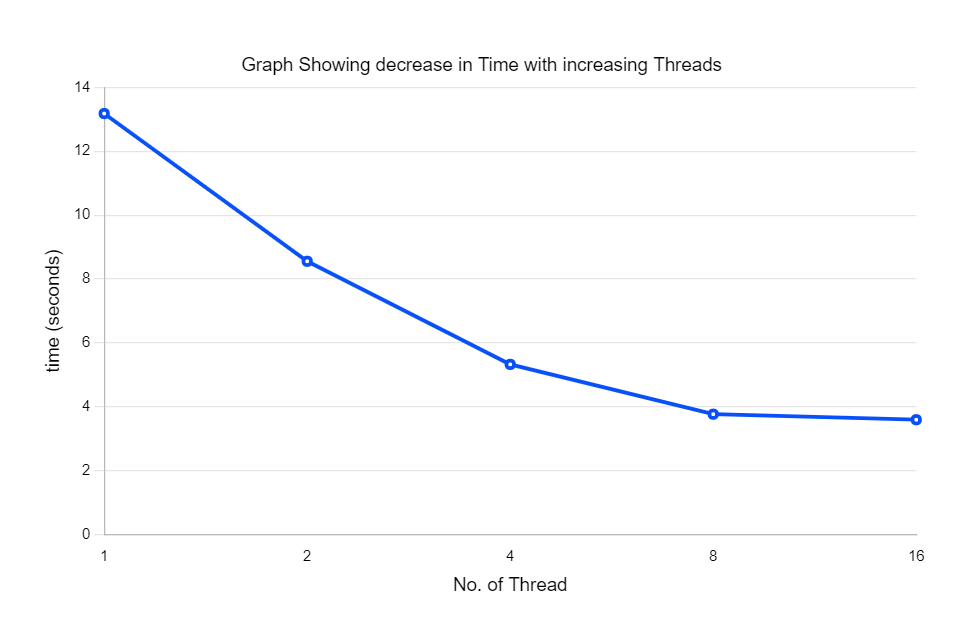 Graph Showing decrease in Time with increasing Threads
14
12
10
8
6
4
2
0
time (seconds)
1 2 4 8 16
No. of Thread